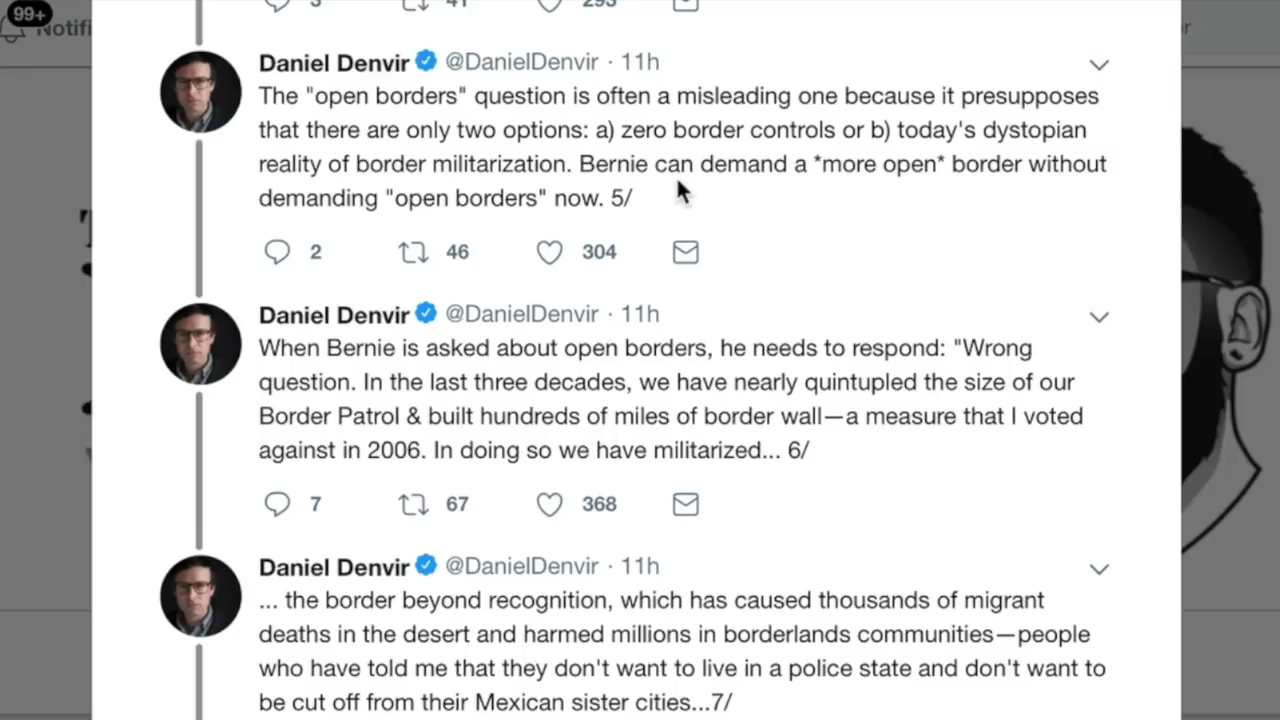 99+
Notifi
3 41 293
Daniel Denvir @DanielDenvir · 11h
The "open borders" question is often a misleading one because it presupposes
that there are only two options: a) zero border controls or b) today's dystopian
reality of border militarization. Bernie can demand a *more open* border without
demanding "open borders" now. 5/
2 46 304
Daniel Denvir @DanielDenvir · 11h
When Bernie is asked about open borders, he needs to respond: "Wrong
question. In the last three decades, we have nearly quintupled the size of our
Border Patrol & built hundreds of miles of border wall—a measure that I voted
against in 2006. In doing so we have militarized... 6/
7 67 368
Daniel Denvir @DanielDenvir · 11h
... the border beyond recognition, which has caused thousands of migrant
deaths in the desert and harmed millions in borderlands communities—people
who have told me that they don't want to live in a police state and don't want to
be cut off from their Mexican sister cities...7/